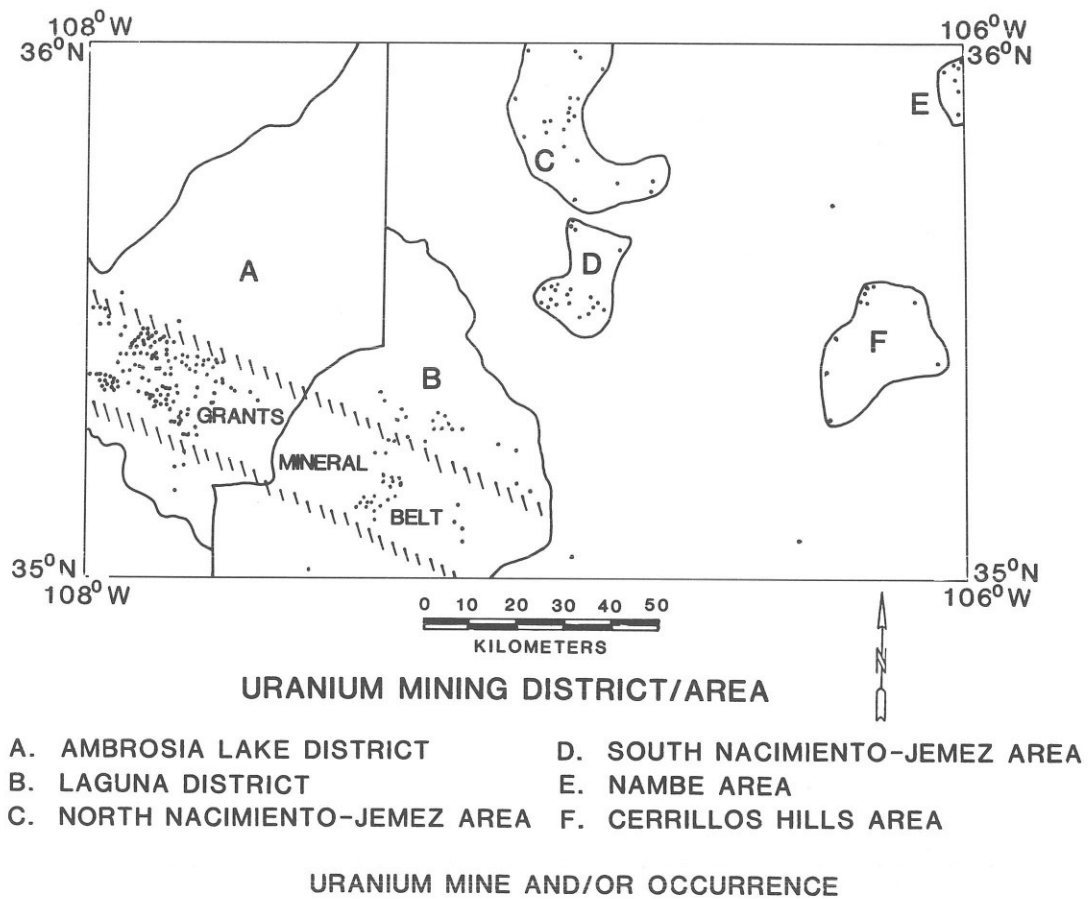 108°W 106°W
36°N 36°N
E
C
A D
F
B
GRANTS
MINERAL
BELT
35°N 35°N
108°W 106°W
0 10 20 30 40 50
KILOMETERS
N
URANIUM MINING DISTRICT/AREA
A. AMBROSIA LAKE DISTRICT D. SOUTH NACIMIENTO-JEMEZ AREA
B. LAGUNA DISTRICT E. NAMBE AREA
C. NORTH NACIMIENTO-JEMEZ AREA F. CERRILLOS HILLS AREA
URANIUM MINE AND/OR OCCURRENCE